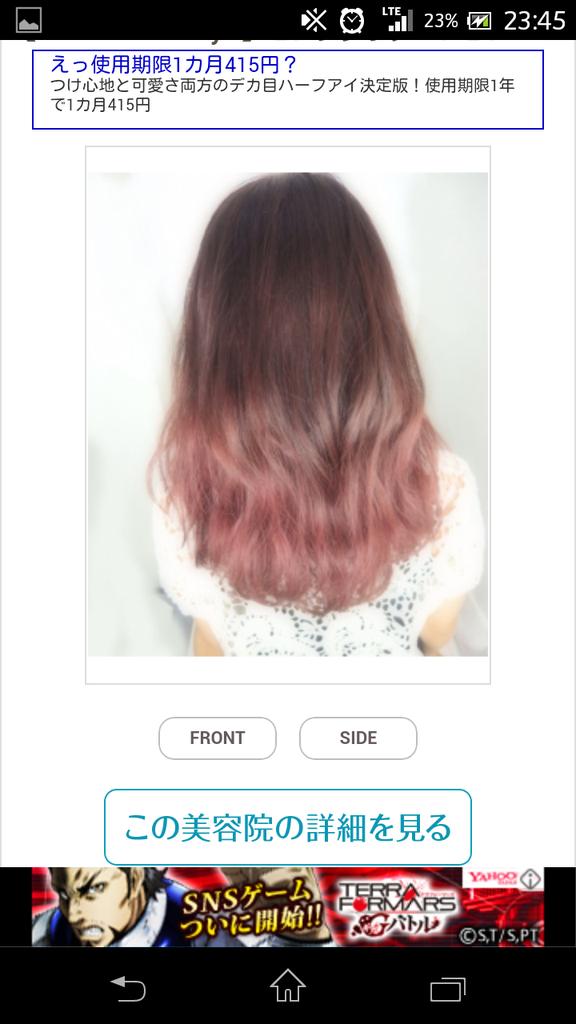 LTE 23% 23:45
えっ使用期限1カ月415円？
つけ心地と可愛さ両方のデカ目ハーフアイ決定版！使用期限1年
で1カ月415円
FRONT SIDE
この美容院の詳細を見る
SNSゲーム
ついに開始!!
TERRA
FORMARS
Gバトル
YAHOO!
JAPAN
©S,T/S,PT